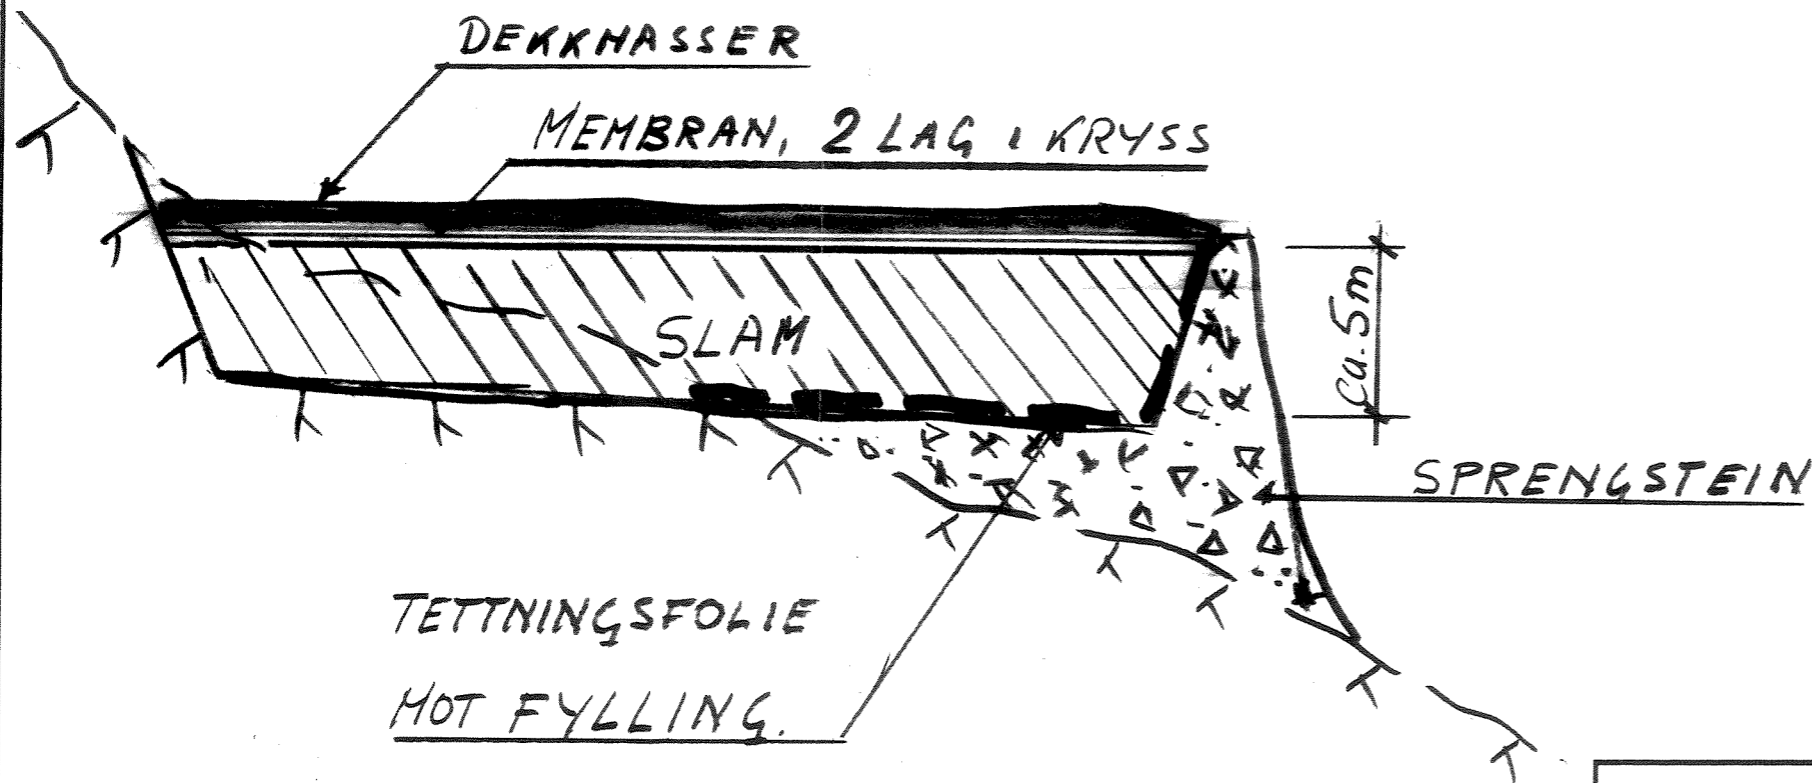 DEKKMASSER
MEMBRAN, 2 LAG I KRYSS
SLAM
ca. 5m
SPRENGSTEIN
TETTNINGSFOLIE
MOT FYLLING.